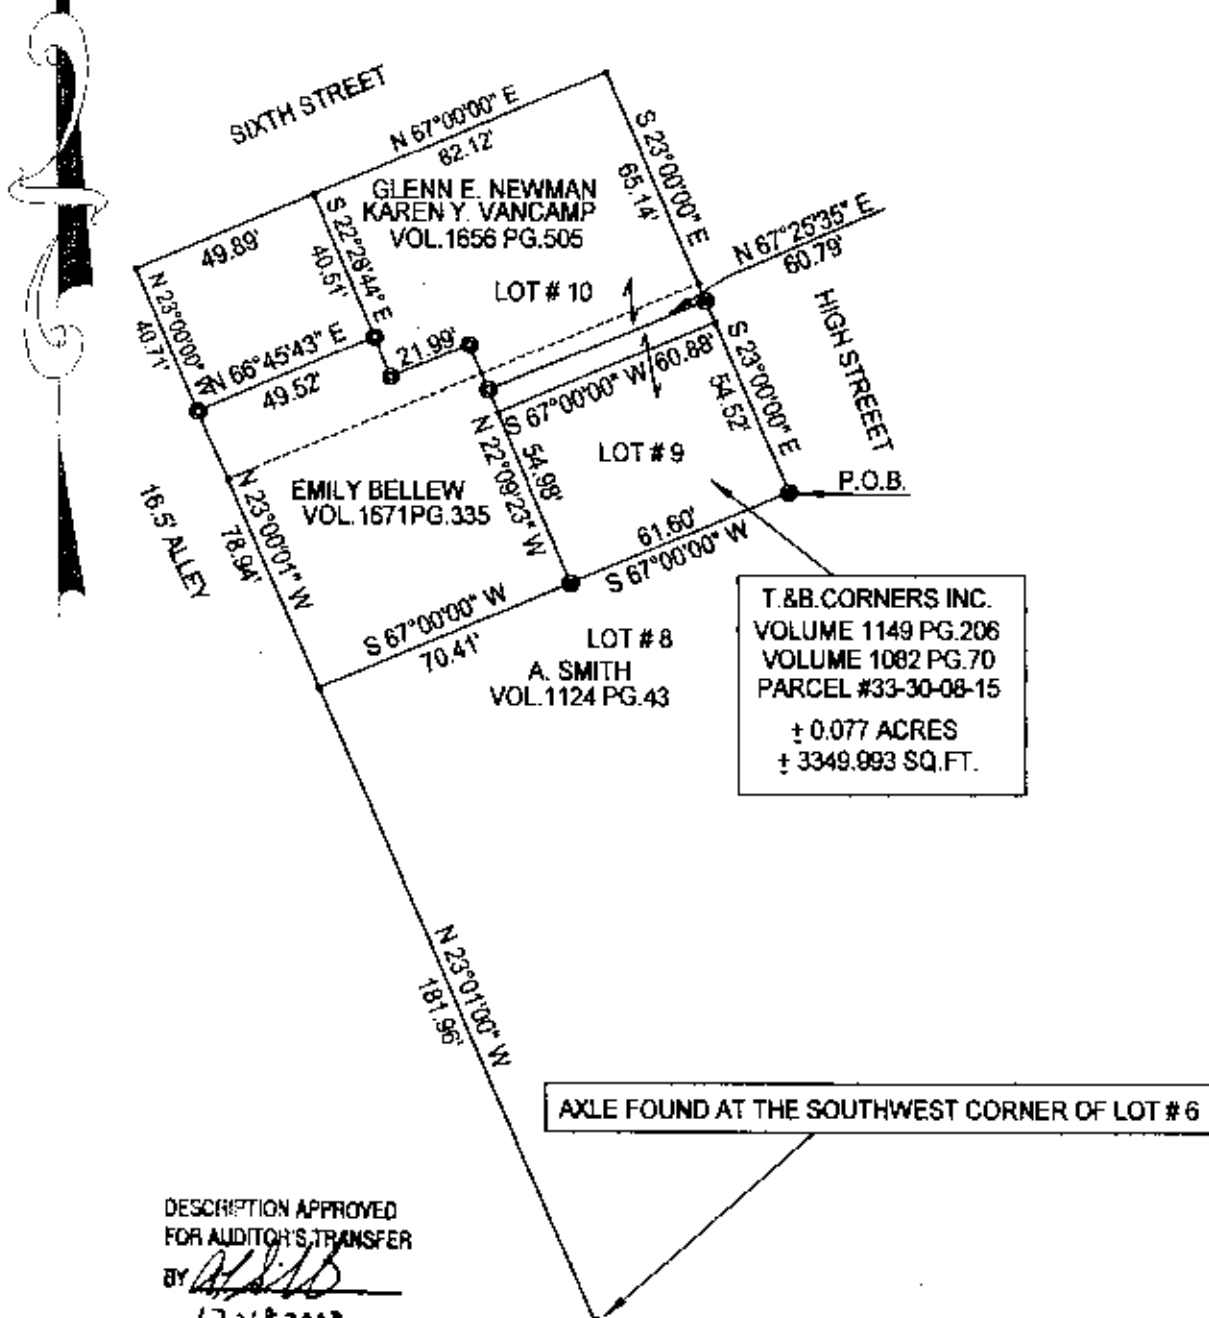 SIXTH STREET
N 67°00'00" E
82.12'
GLENN E. NEWMAN
KAREN Y. VANCAMP
VOL.1656 PG.505
S 23°00'00" E
65.14'
49.89'
S 22°28'44" E
40.51'
N 67°25'35" E
60.79'
LOT # 10
N 23°00'00" W
40.71'
N 66°45'43" E
49.52'
21.99'
HIGH STREEET
S 67°00'00" W 60.88'
S 23°00'00" E
54.52'
N 22°09'23" W
54.98'
LOT # 9
P.O.B.
EMILY BELLEW
VOL.1671PG.335
16.5' ALLEY
N 23°00'01" W
78.94'
61.60'
S 67°00'00" W
S 67°00'00" W
70.41'
LOT # 8
A. SMITH
VOL.1124 PG.43
T.&B.CORNERS INC.
VOLUME 1149 PG.206
VOLUME 1082 PG.70
PARCEL #33-30-08-15
± 0.077 ACRES
± 3349.993 SQ.FT.
N 23°01'00" W
181.96'
AXLE FOUND AT THE SOUTHWEST CORNER OF LOT # 6
DESCRIPTION APPROVED
FOR AUDITOR'S TRANSFER
BY